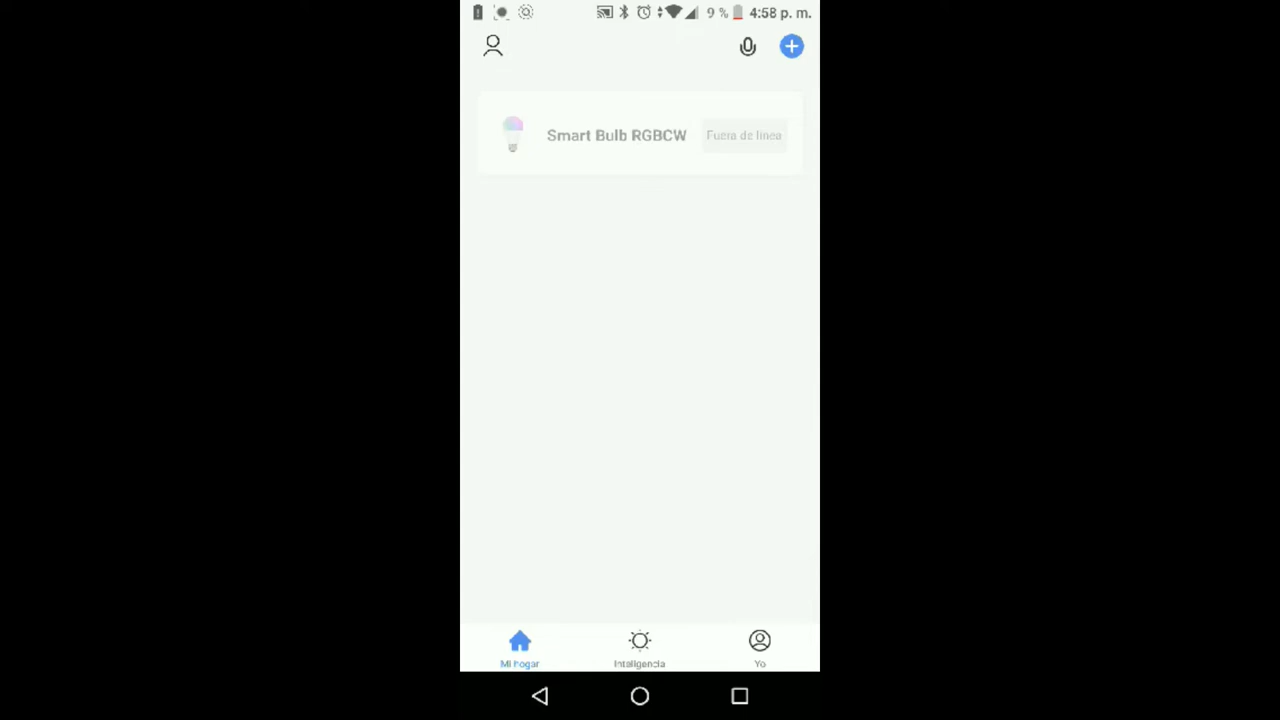 9 % 4:58 p. m.
Smart Bulb RGBCW Fuera de línea
Mi hogar Inteligencia Yo